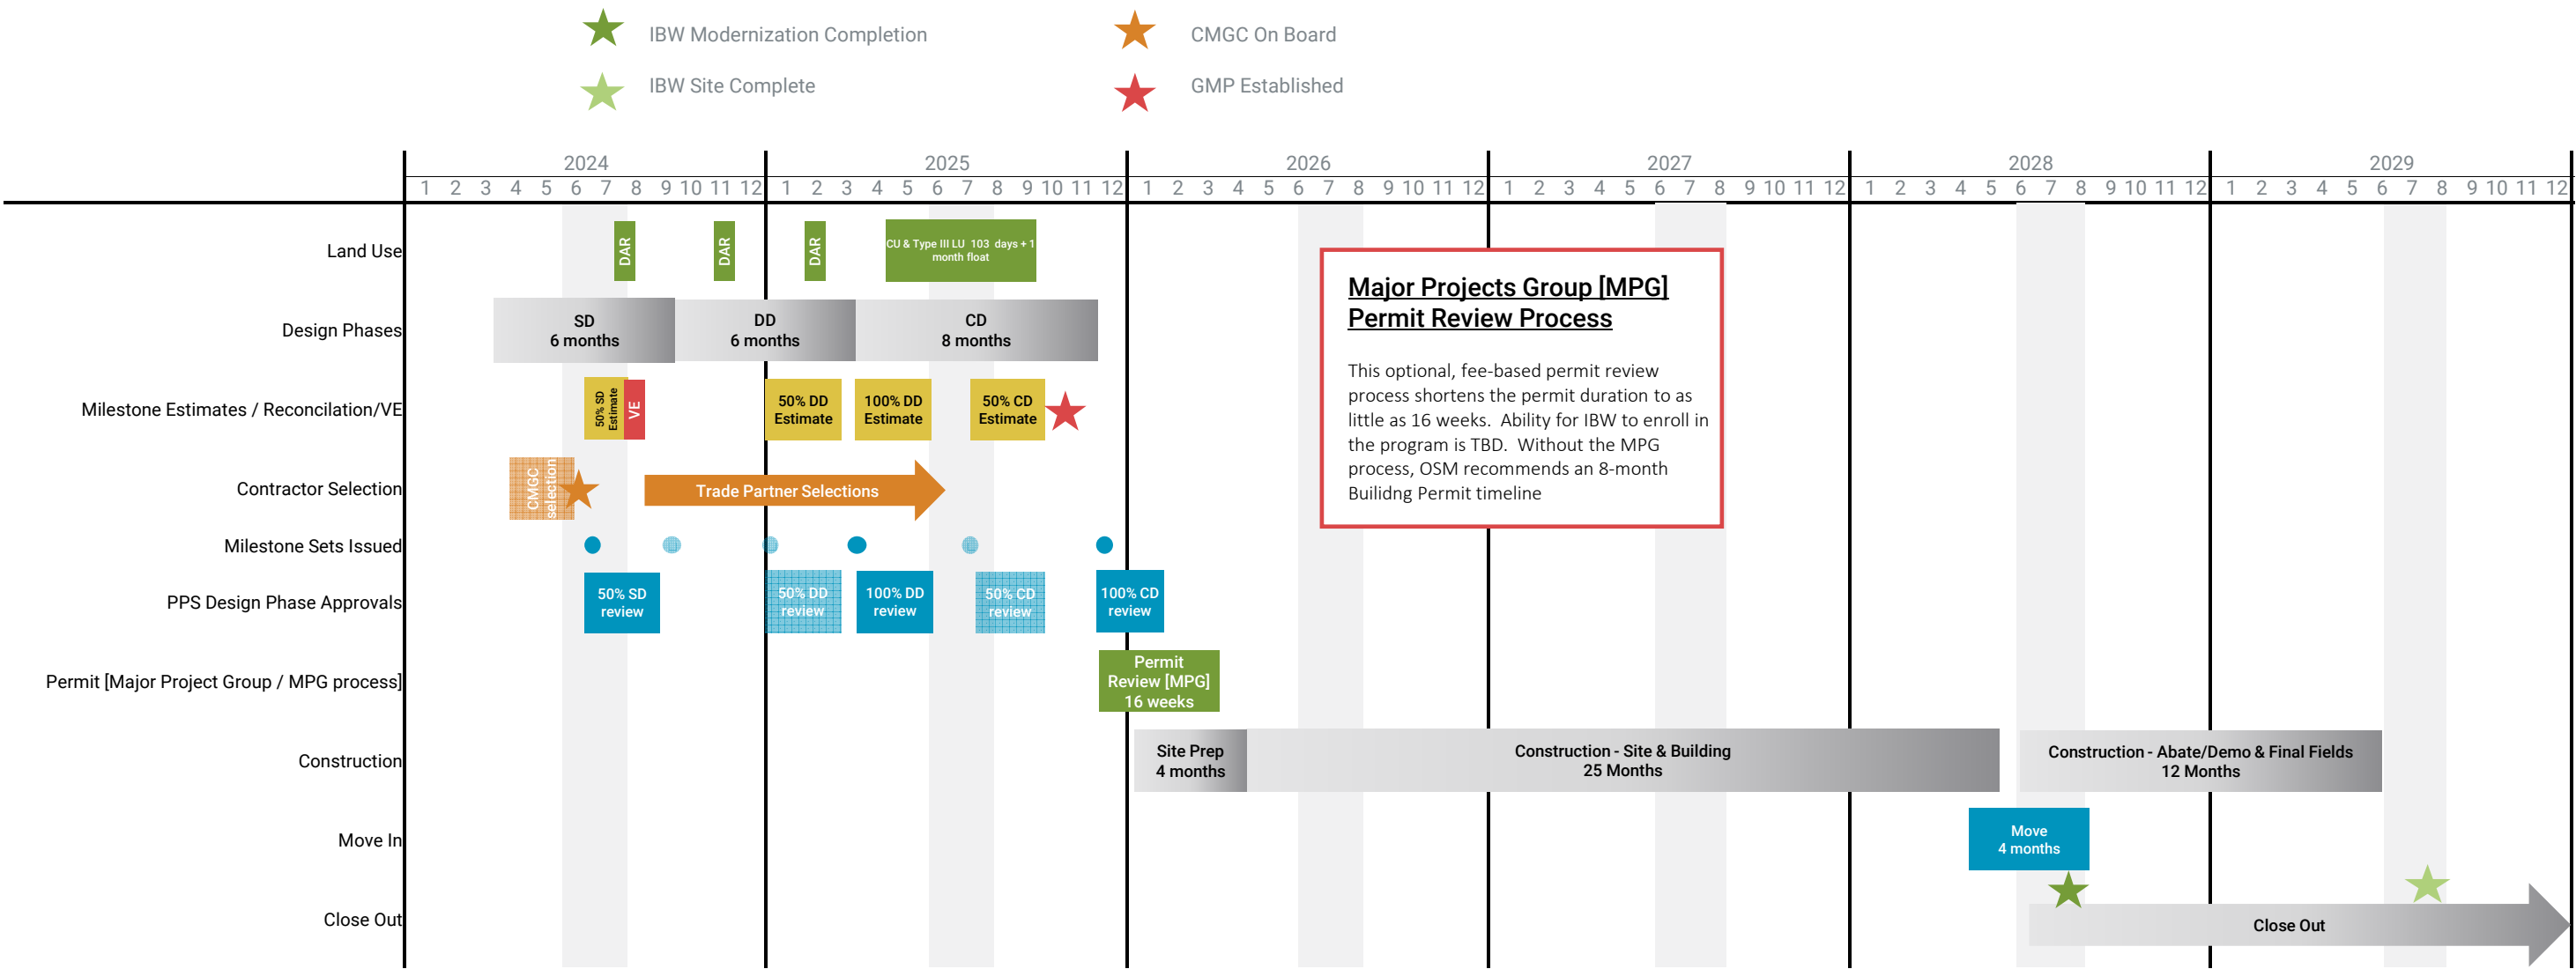 IBW Modernization Completion
CMGC On Board
IBW Site Complete
GMP Established
2024 2025 2026 2027 2028 2029
1 2 3 4 5 6 7 8 9 10 11 12 1 2 3 4 5 6 7 8 9 10 11 12 1 2 3 4 5 6 7 8 9 10 11 12 1 2 3 4 5 6 7 8 9 10 11 12 1 2 3 4 5 6 7 8 9 10 11 12 1 2 3 4 5 6 7 8 9 10 11 12
Land Use
DAR
DAR
DAR
CU & Type III LU 103 days + 1
month float
Design Phases
SD
6 months
DD
6 months
CD
8 months
Milestone Estimates / Reconcilation/VE
50% SD
Estimate
VE
50% DD
Estimate
100% DD
Estimate
50% CD
Estimate
Contractor Selection
CMGC
selection
Trade Partner Selections
Milestone Sets Issued
PPS Design Phase Approvals
50% SD
review
50% DD
review
100% DD
review
50% CD
review
100% CD
review
Permit [Major Project Group / MPG process]
Permit
Review [MPG]
16 weeks
Construction
Site Prep
4 months
Construction - Site & Building
25 Months
Construction - Abate/Demo & Final Fields
12 Months
Move In
Move
4 months
Close Out
Close Out
Major Projects Group [MPG]
Permit Review Process
This optional, fee-based permit review
process shortens the permit duration to as
little as 16 weeks. Ability for IBW to enroll in
the program is TBD. Without the MPG
process, OSM recommends an 8-month
Builidng Permit timeline